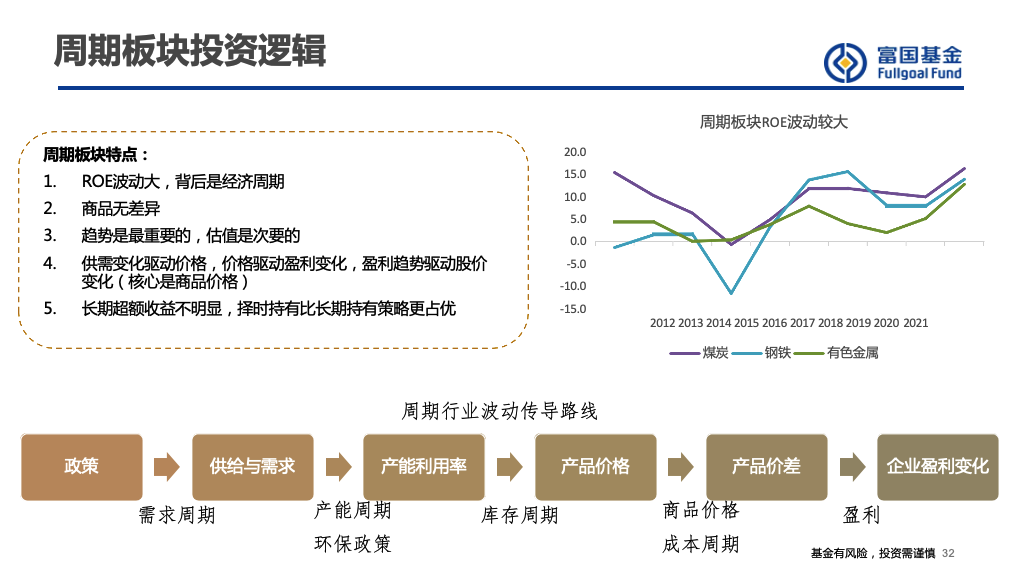 周期板块投资逻辑
富国基金
Fullgoal Fund
周期板块特点：
1. ROE波动大，背后是经济周期
2. 商品无差异
3. 趋势是最重要的，估值是次要的
4. 供需变化驱动价格，价格驱动盈利变化，盈利趋势驱动股价
变化（核心是商品价格）
5. 长期超额收益不明显，择时持有比长期持有策略更占优
周期板块ROE波动较大
20.0
15.0
10.0
5.0
0.0
-5.0
-10.0
-15.0
2012 2013 2014 2015 2016 2017 2018 2019 2020 2021
煤炭 钢铁 有色金属
周期行业波动传导路线
政策 供给与需求 产能利用率 产品价格 产品价差 企业盈利变化
需求周期 产能周期 库存周期 商品价格 盈利
环保政策 成本周期
基金有风险，投资需谨慎 32